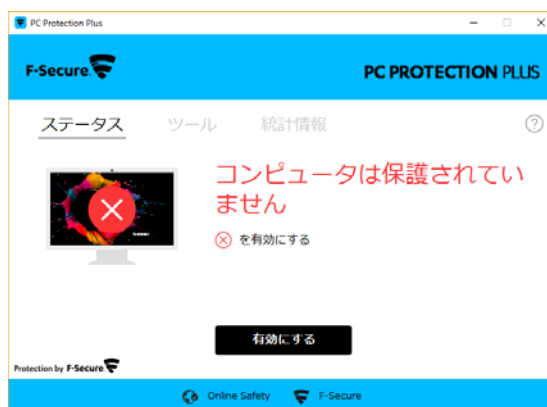 PC Protection Plus
F-Secure
PC PROTECTION PLUS
ステータス ツール 統計情報
コンピュータは保護されてい
ません
を有効にする
有効にする
Protection by F-Secure
Online Safety F-Secure